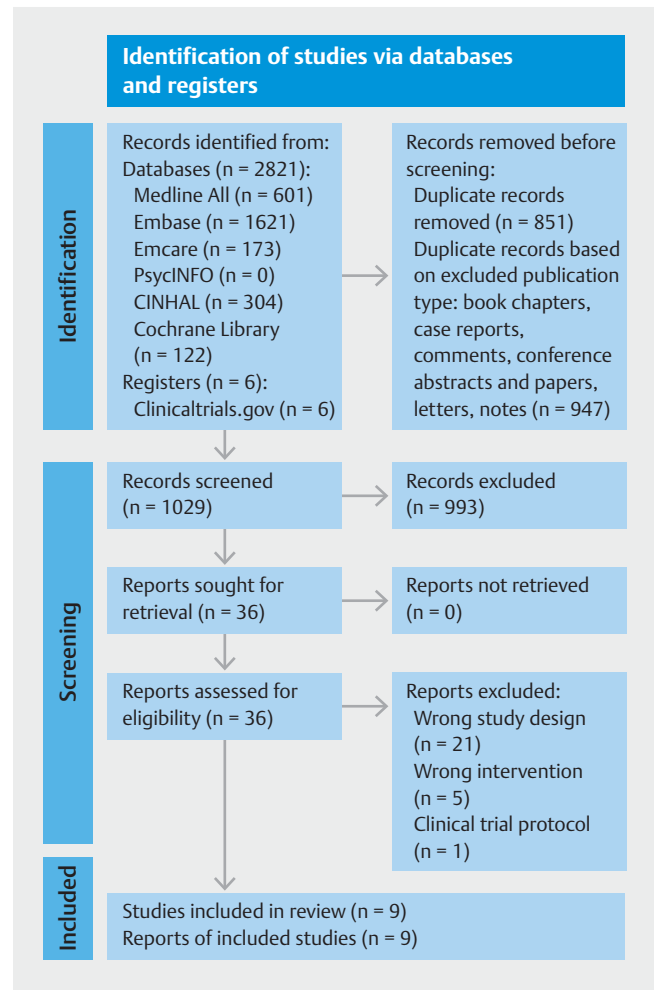 Identification of studies via databases
and registers
Identification
Records identified from:
Databases (n = 2821):
Medline All (n = 601)
Embase (n = 1621)
Emcare (n = 173)
PsycINFO (n = 0)
CINHAL (n = 304)
Cochrane Library
(n = 122)
Registers (n = 6):
Clinicaltrials.gov (n = 6)
Records removed before
screening:
Duplicate records
removed (n = 851)
Duplicate records based
on excluded publication
type: book chapters,
case reports,
comments, conference
abstracts and papers,
letters, notes (n = 947)
Screening
Records screened
(n = 1029)
Records excluded
(n = 993)
Reports sought for
retrieval (n = 36)
Reports not retrieved
(n = 0)
Reports assessed for
eligibility (n = 36)
Reports excluded:
Wrong study design
(n = 21)
Wrong intervention
(n = 5)
Clinical trial protocol
(n = 1)
Included
Studies included in review (n = 9)
Reports of included studies (n = 9)